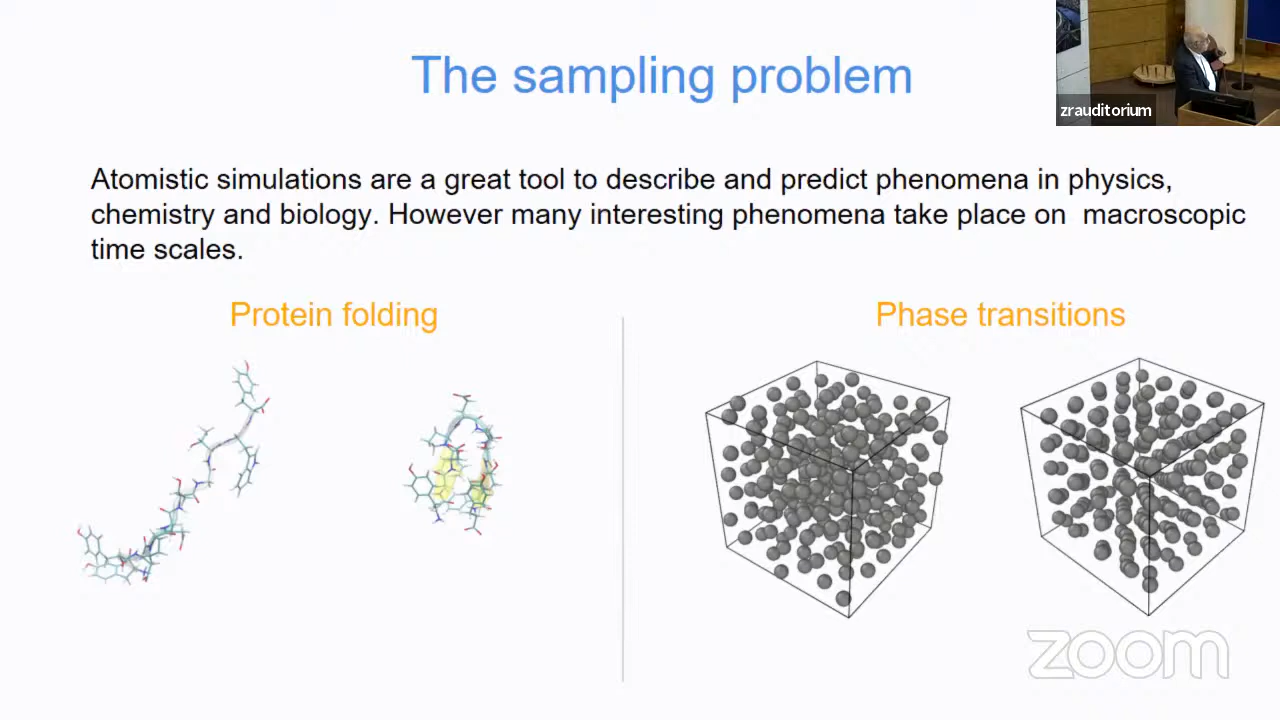 The sampling problem
zrauditorium
Atomistic simulations are a great tool to describe and predict phenomena in physics,
chemistry and biology. However many interesting phenomena take place on macroscopic
time scales.
Protein folding
Phase transitions
zoom